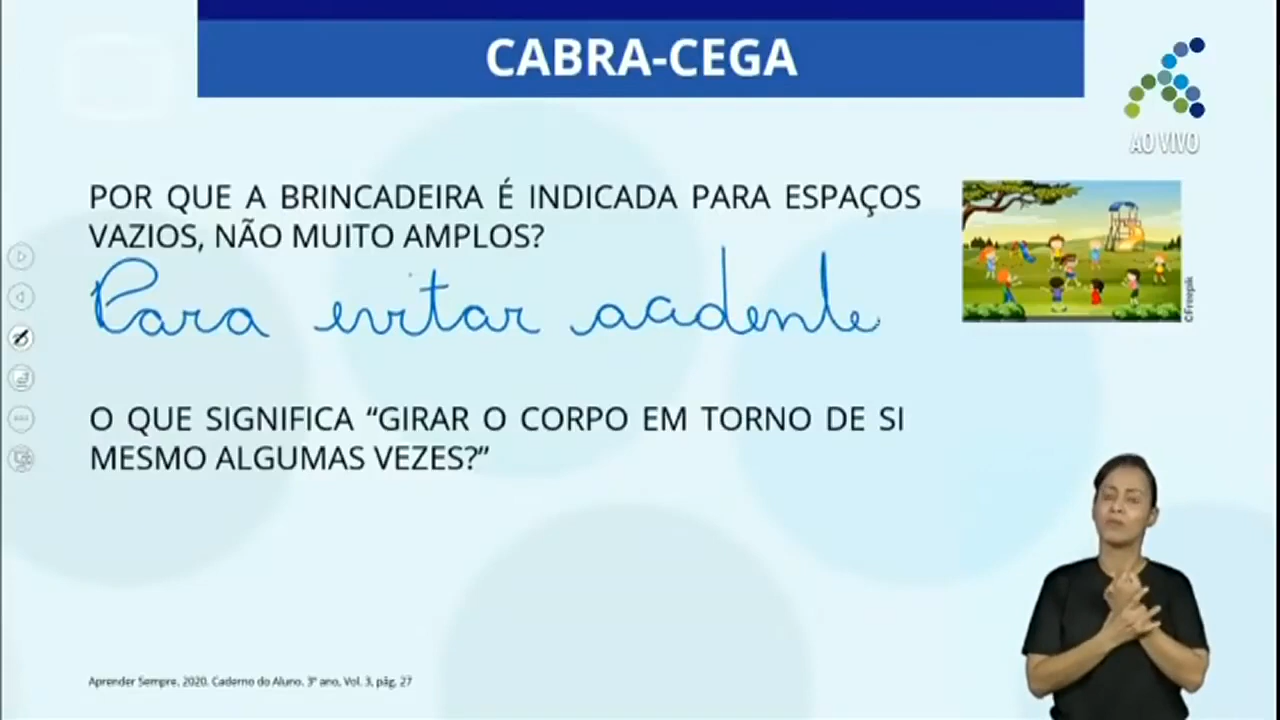 CABRA-CEGA
AO VIVO
POR QUE A BRINCADEIRA É INDICADA PARA ESPAÇOS
VAZIOS, NÃO MUITO AMPLOS?
Para evitar acidente
©Freepik
O QUE SIGNIFICA “GIRAR O CORPO EM TORNO DE SI
MESMO ALGUMAS VEZES?”
Aprender Sempre, 2020. Caderno do Aluno. 3º ano, Vol. 3, pág. 27